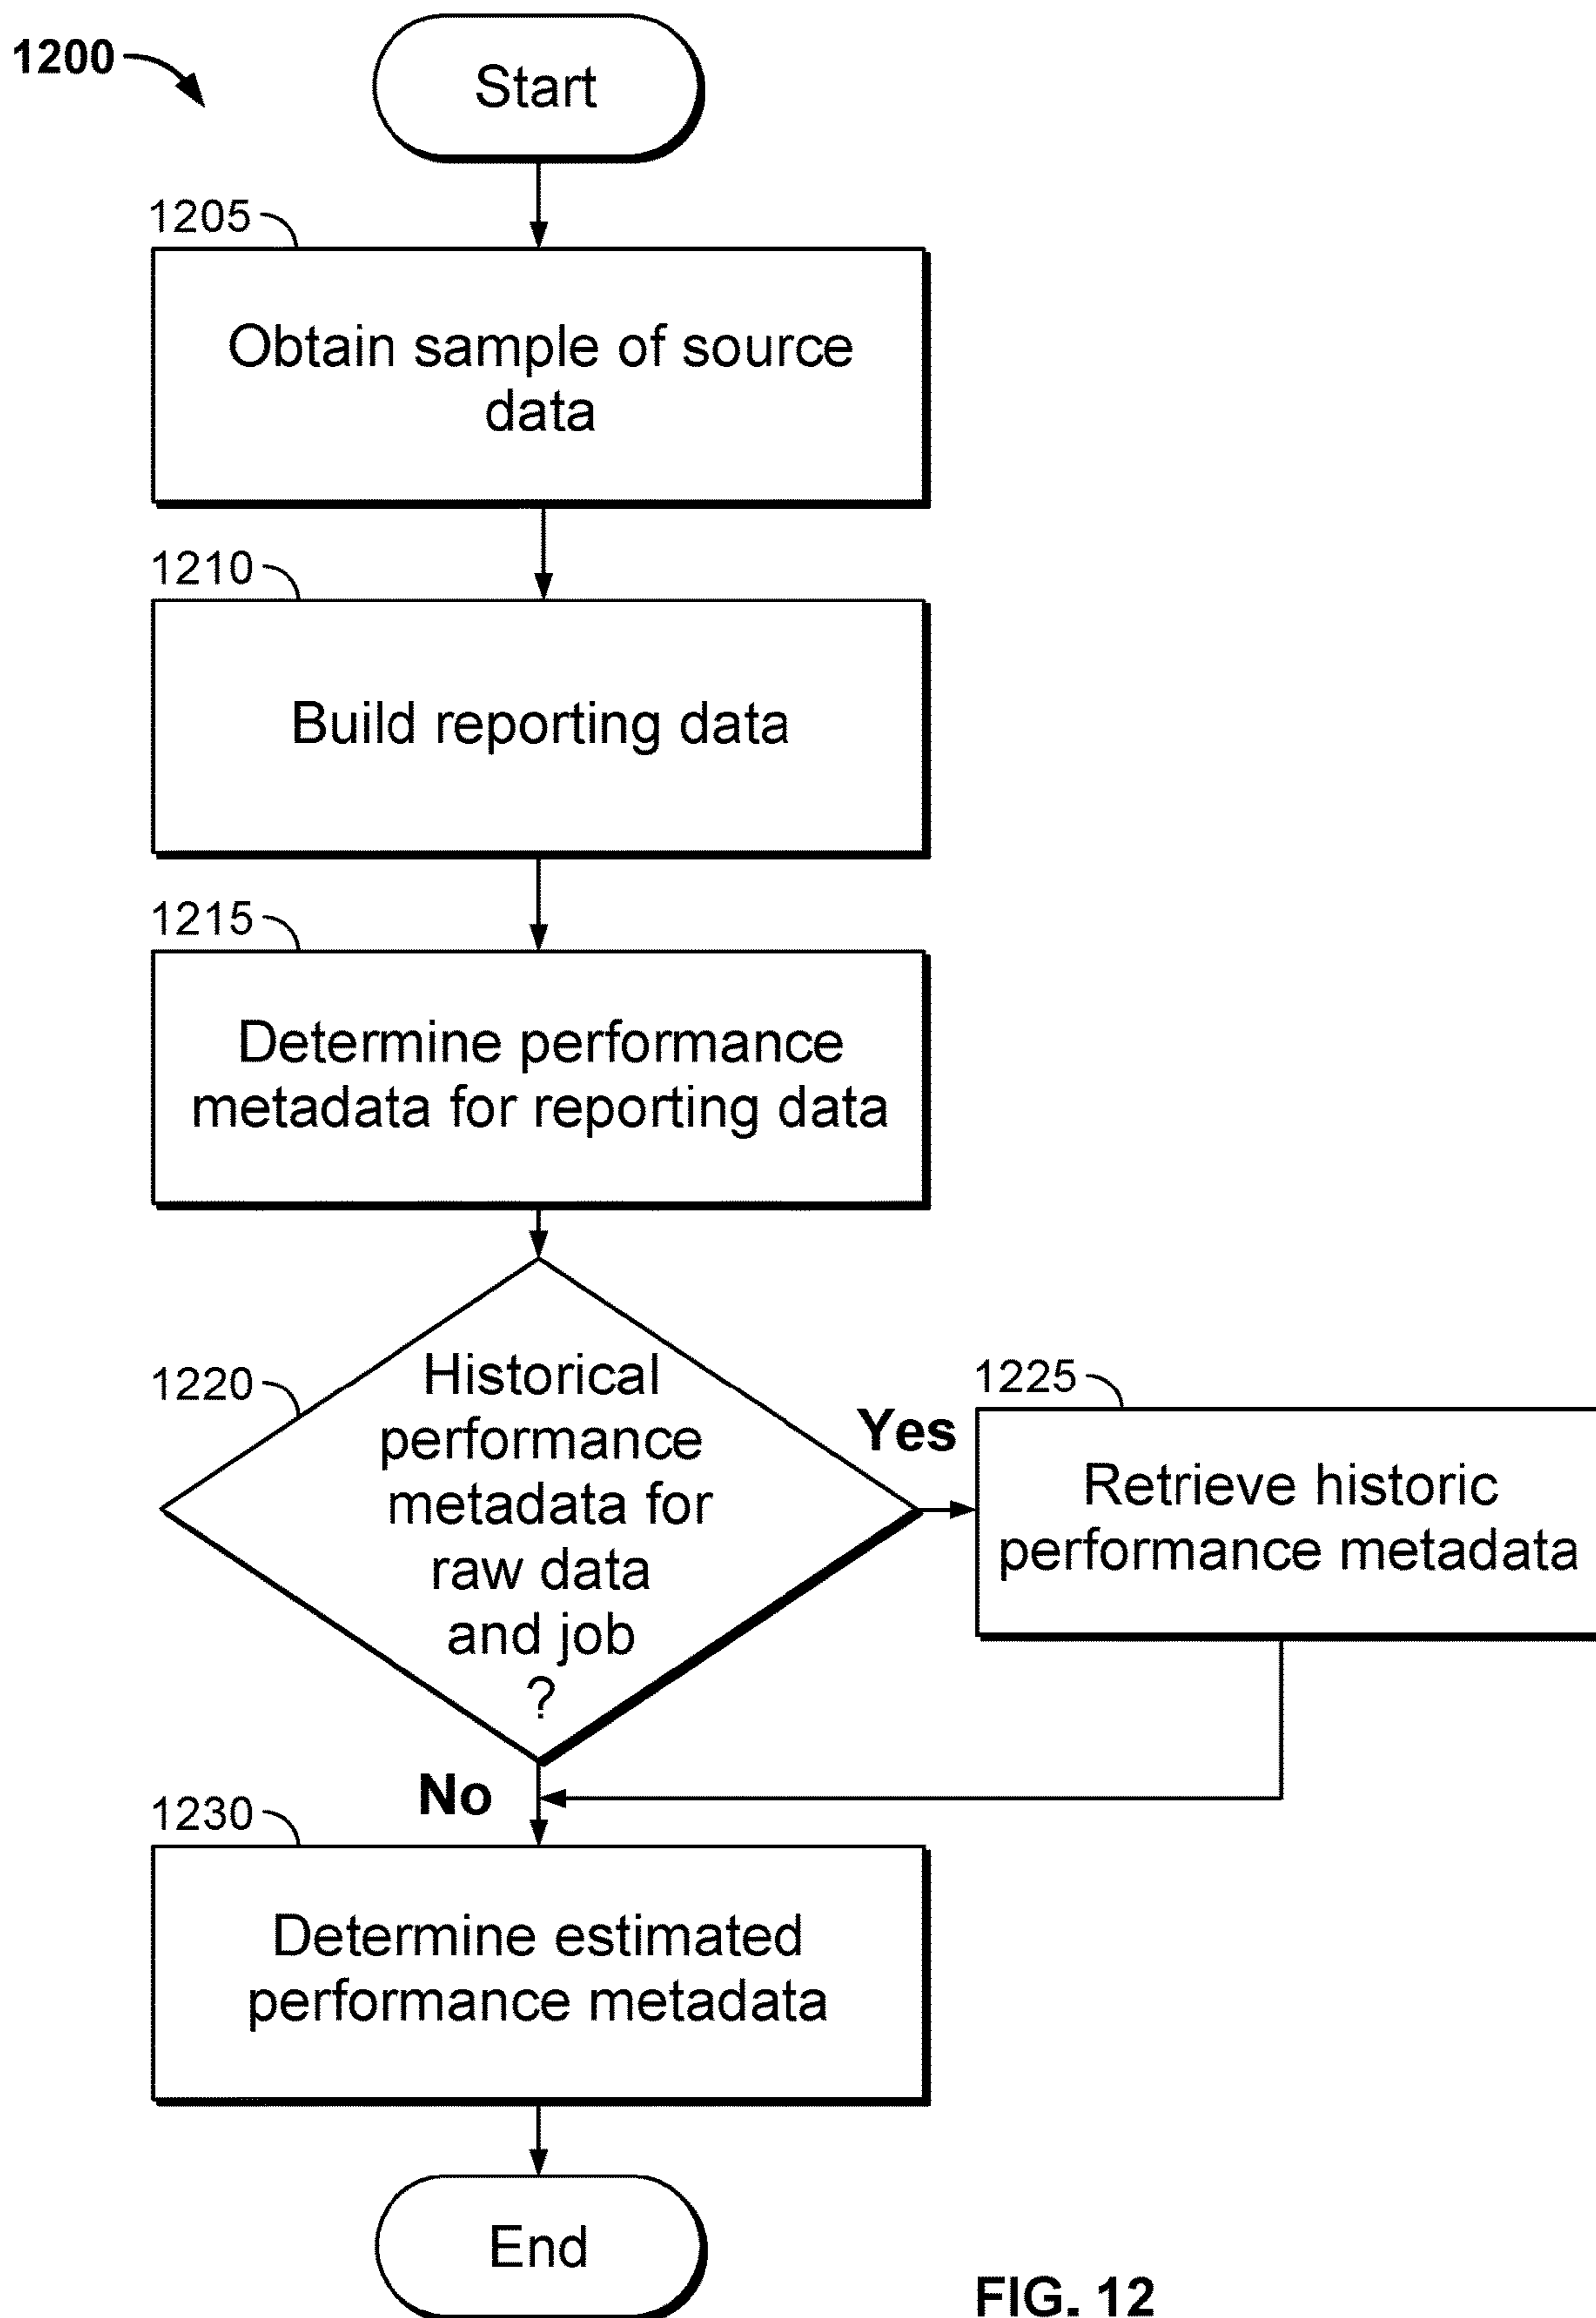 1200
Start
1205
Obtain sample of source
data
1210
Build reporting data
1215
Determine performance
metadata for reporting data
1220
Historical
performance
metadata for
raw data
and job
?
Yes
1225
Retrieve historic
performance metadata
No
1230
Determine estimated
performance metadata
End
FIG. 12